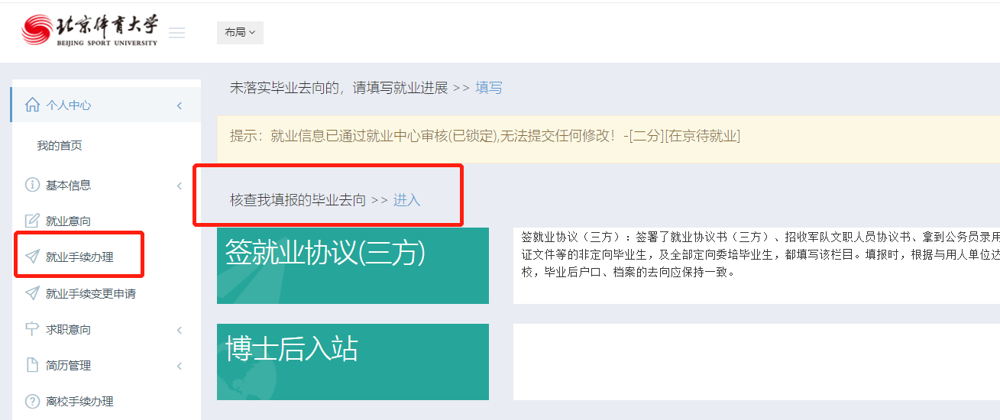 北京体育大学
BEIJING SPORT UNIVERSITY
布局
未落实毕业去向的，请填写就业进展 >> 填写
个人中心
提示：就业信息已通过就业中心审核(已锁定),无法提交任何修改！-[二分][在京待就业]
我的首页
基本信息
核查我填报的毕业去向 >> 进入
就业意向
签就业协议(三方)
签就业协议（三方）：签署了就业协议书（三方）、招收军队文职人员协议书、拿到公务员录用
证文件等的非定向毕业生，及全部定向委培毕业生，都填写该栏目。填报时，根据与用人单位达
校，毕业后户口、档案的去向应保持一致。
就业手续办理
就业手续变更申请
求职意向
博士后入站
简历管理
离校手续办理